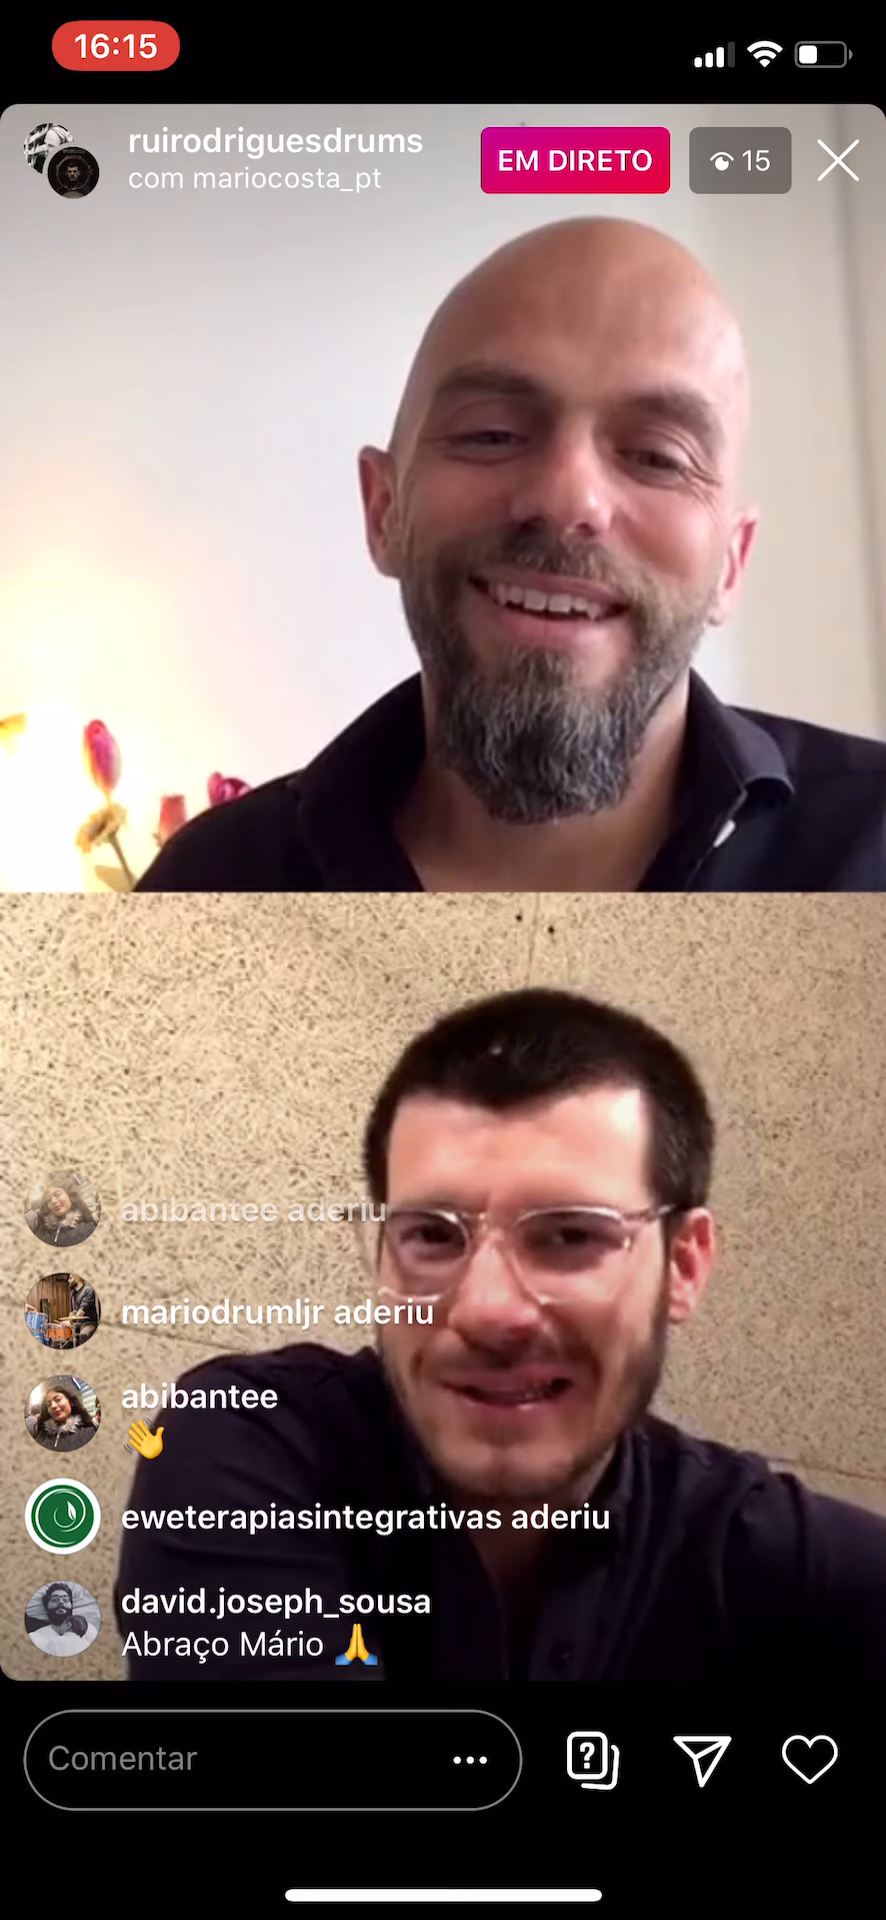 16:15
ruirodriguesdrums
com mariocosta_pt
EM DIRETO
15
abibantee aderiu
mariodrumljr aderiu
abibantee
👋
eweterapiasintegrativas aderiu
david.joseph_sousa
Abraço Mário 🙏
Comentar
?